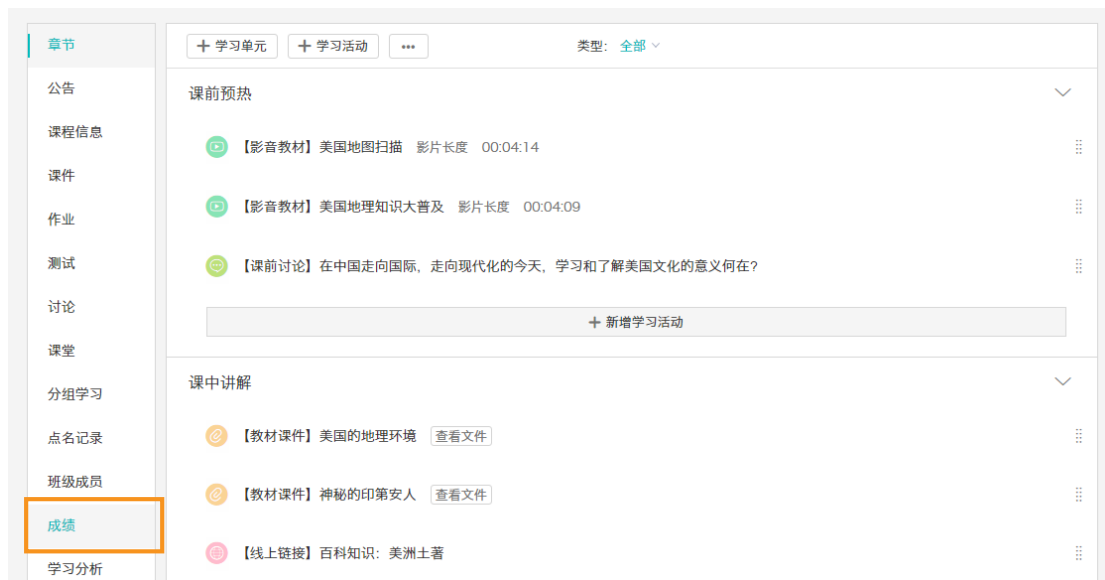 章节
公告
课程信息
课件
作业
测试
讨论
课堂
分组学习
点名记录
班级成员
成绩
学习分析
+ 学习单元 + 学习活动 ••• 类型: 全部
课前预热
【影音教材】美国地图扫描 影片长度 00:04:14
【影音教材】美国地理知识大普及 影片长度 00:04:09
【课前讨论】在中国走向国际，走向现代化的今天，学习和了解美国文化的意义何在?
+ 新增学习活动
课中讲解
【教材课件】美国的地理环境 查看文件
【教材课件】神秘的印第安人 查看文件
【线上链接】百科知识：美洲土著